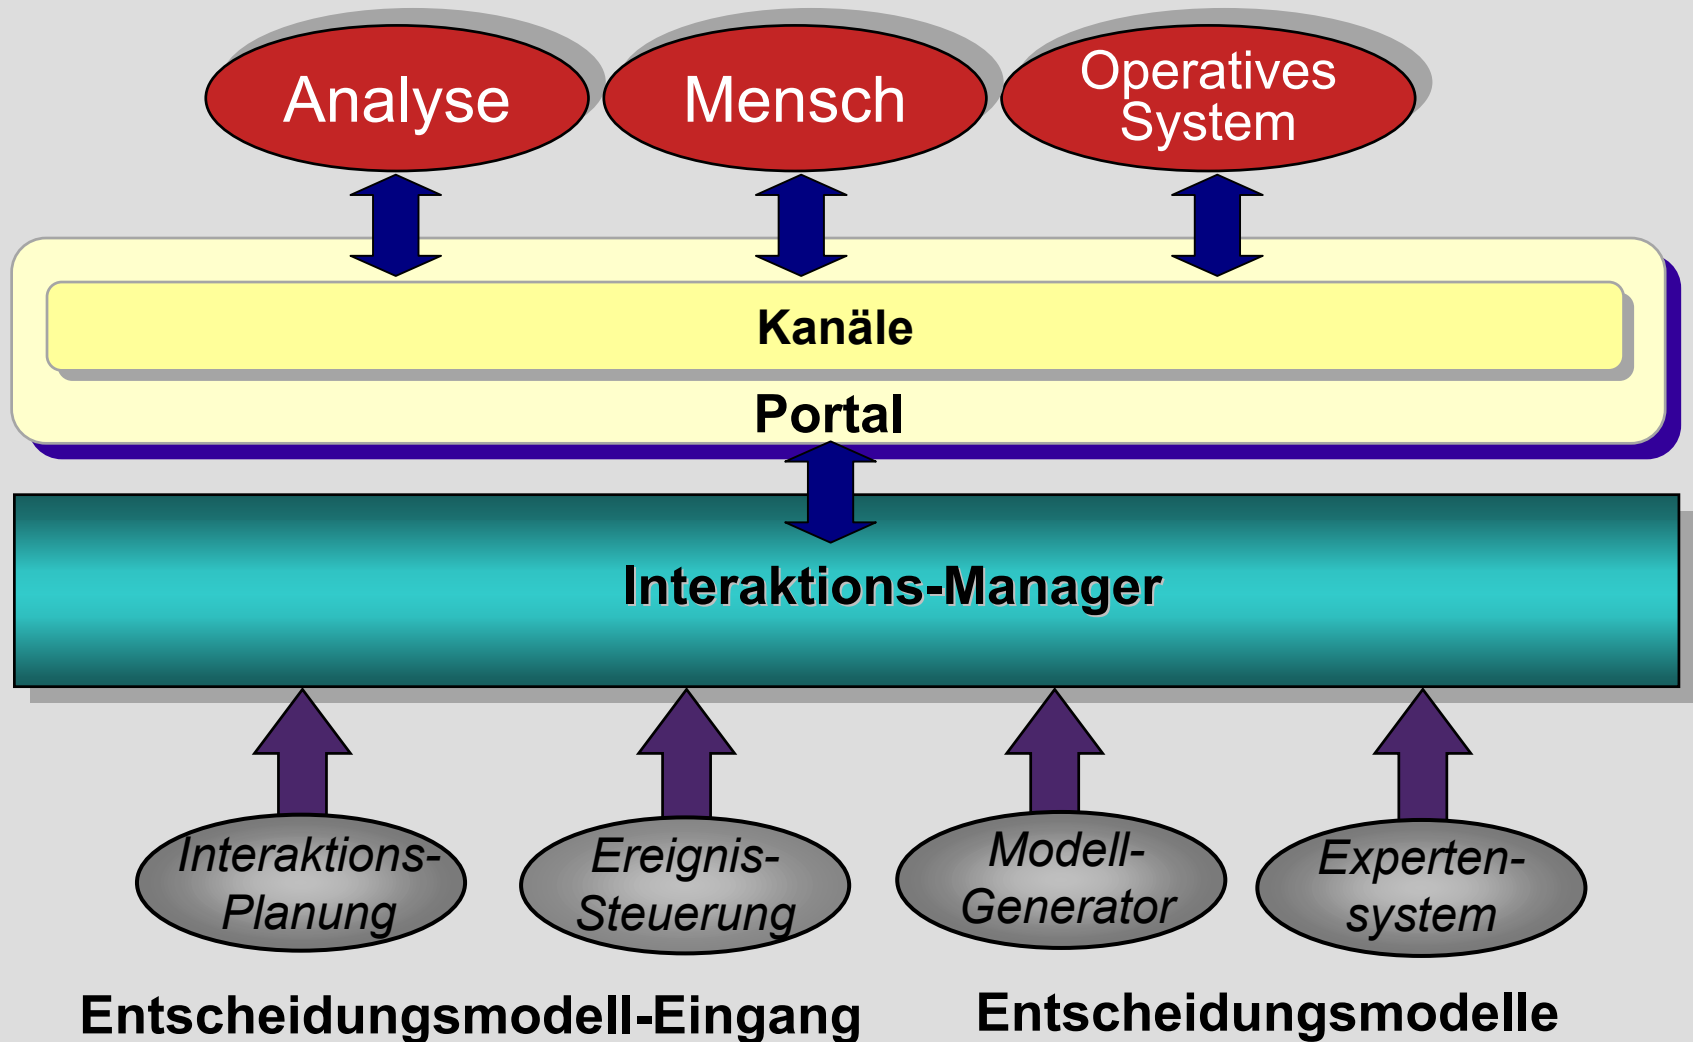 Analyse
Mensch
Operatives
System
Kanäle
Portal
Interaktions-Manager
Interaktions-
Planung
Ereignis-
Steuerung
Modell-
Generator
Experten-
system
Entscheidungsmodell-Eingang
Entscheidungsmodelle